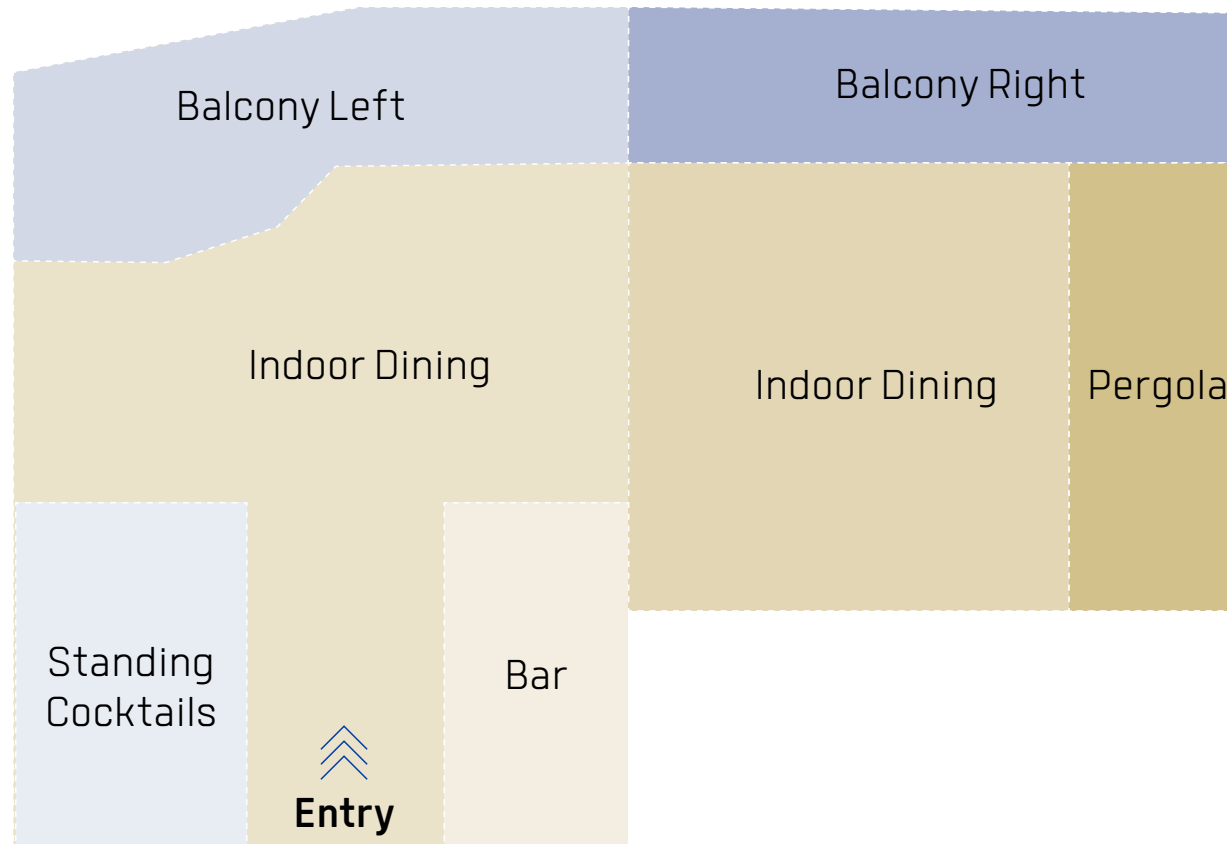 Balcony Left
Balcony Right
Indoor Dining
Indoor Dining
Pergola
Standing
Cocktails
Bar
Entry